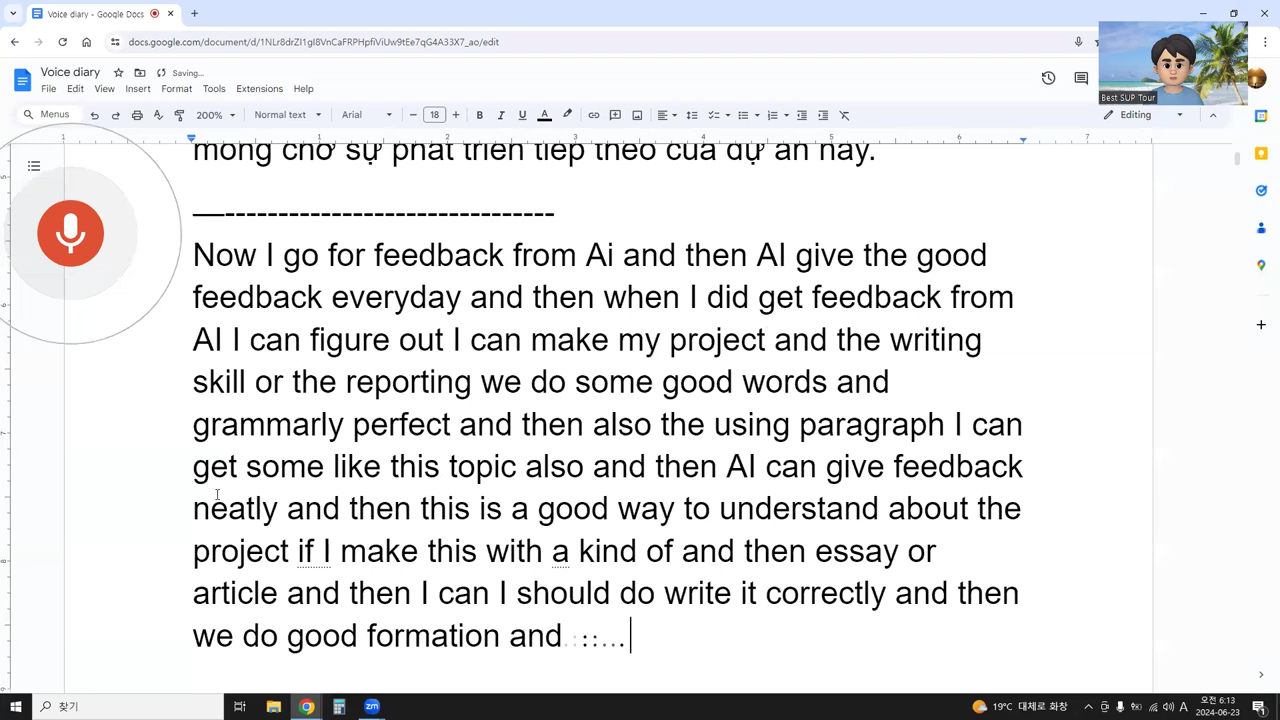 Voice diary - Google Docs
docs.google.com/document/d/1NLr8drZI1gI8VnCaFRPHpfiViUw9tEe7qG4A33X7_ao/edit
Voice diary
Saving...
File Edit View Insert Format Tools Extensions Help
Best SUP Tour
Menus 200% Normal text Arial 18 B I U A Editing
1 1 2 3 4 5 6 7
mong chờ sự phát triển tiếp theo của dự án này.
—-------------------------------
Now I go for feedback from Ai and then AI give the good
feedback everyday and then when I did get feedback from
AI I can figure out I can make my project and the writing
skill or the reporting we do some good words and
grammarly perfect and then also the using paragraph I can
get some like this topic also and then AI can give feedback
neatly and then this is a good way to understand about the
project if I make this with a kind of and then essay or
article and then I can I should do write it correctly and then
we do good formation and
찾기
19°C 대체로 화창
A
오전 6:13
2024-06-23